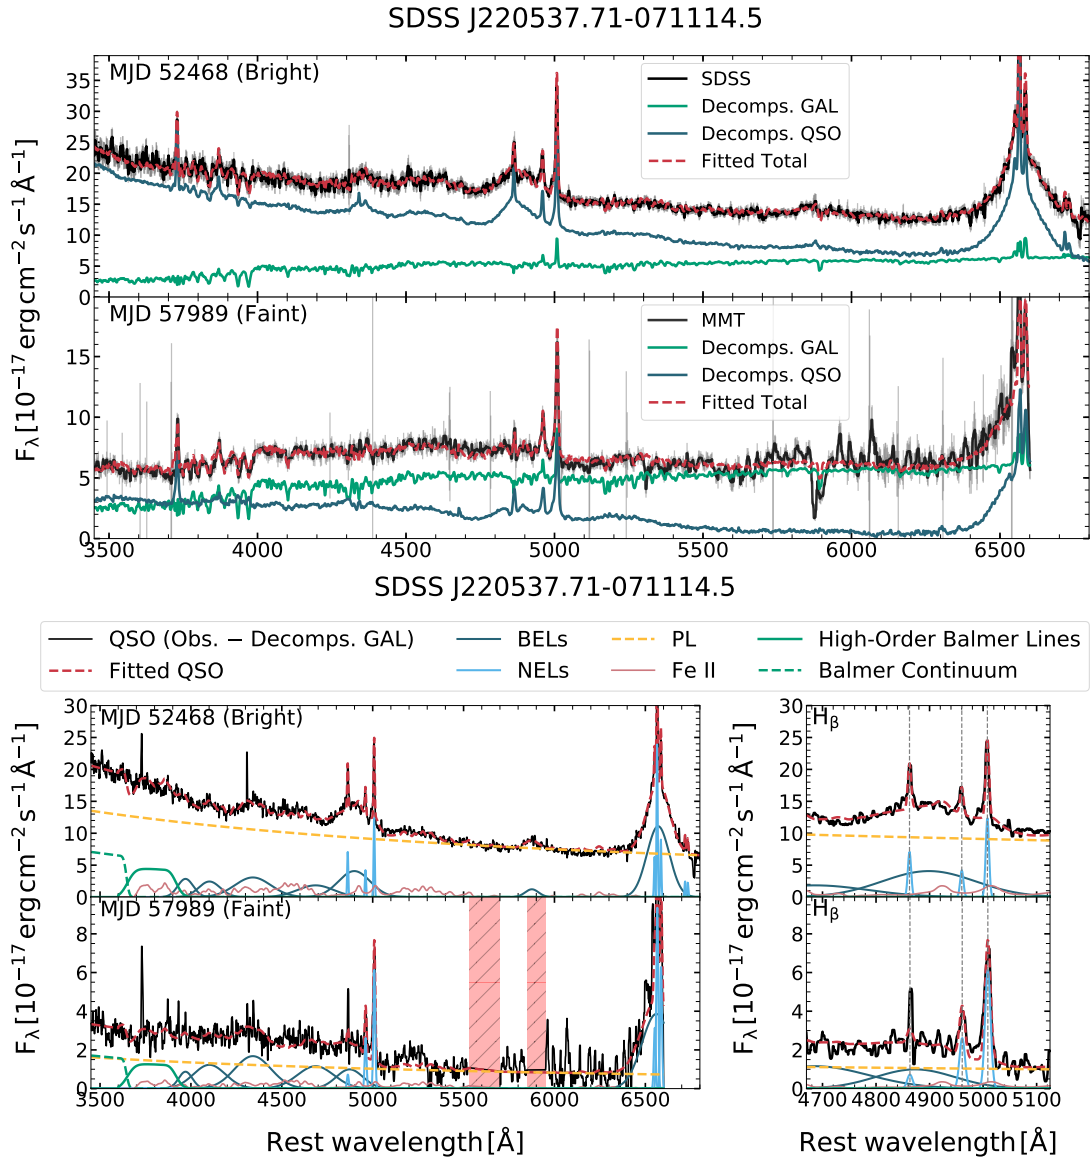 SDSS J220537.71-071114.5
MJD 52468 (Bright)
SDSS
Decomps. GAL
Decomps. QSO
Fitted Total
35
30
25
20
15
10
5
0
MJD 57989 (Faint)
MMT
Decomps. GAL
Decomps. QSO
Fitted Total
15
10
5
0
F_λ [10⁻¹⁷ erg cm⁻² s⁻¹ Å⁻¹]
3500 4000 4500 5000 5500 6000 6500
SDSS J220537.71-071114.5
QSO (Obs. − Decomps. GAL) BELs PL High-Order Balmer Lines
Fitted QSO NELs Fe II Balmer Continuum
MJD 52468 (Bright)
30
25
20
15
10
5
0
F_λ [10⁻¹⁷ erg cm⁻² s⁻¹ Å⁻¹]
MJD 57989 (Faint)
8
6
4
2
0
3500 4000 4500 5000 5500 6000 6500
Rest wavelength [Å]
H_β
30
25
20
15
10
5
0
F_λ [10⁻¹⁷ erg cm⁻² s⁻¹ Å⁻¹]
H_β
8
6
4
2
0
4700 4800 4900 5000 5100
Rest wavelength [Å]